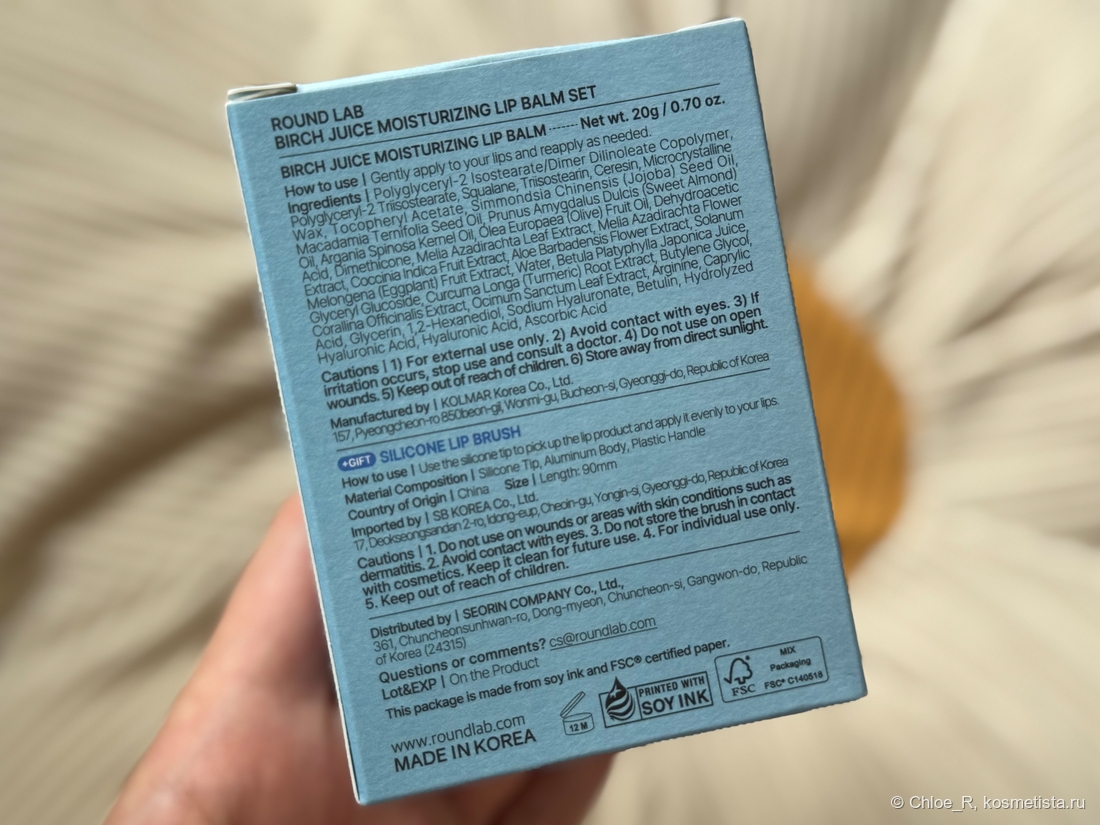 ROUND LAB
BIRCH JUICE MOISTURIZING LIP BALM SET
BIRCH JUICE MOISTURIZING LIP BALM ······· Net wt. 20g / 0.70 oz.
How to use | Gently apply to your lips and reapply as needed.
Ingredients | Polyglyceryl-2 Isostearate/Dimer Dilinoleate Copolymer,
Polyglyceryl-2 Triisostearate, Squalane, Triisostearin, Ceresin, Microcrystalline
Wax, Tocopheryl Acetate, Simmondsia Chinensis (Jojoba) Seed Oil,
Macadamia Ternifolia Seed Oil, Prunus Amygdalus Dulcis (Sweet Almond)
Oil, Argania Spinosa Kernel Oil, Olea Europaea (Olive) Fruit Oil, Dehydroacetic
Acid, Dimethicone, Melia Azadirachta Leaf Extract, Melia Azadirachta Flower
Extract, Coccinia Indica Fruit Extract, Aloe Barbadensis Flower Extract, Solanum
Melongena (Eggplant) Fruit Extract, Water, Betula Platyphylla Japonica Juice,
Glyceryl Glucoside, Curcuma Longa (Turmeric) Root Extract, Butylene Glycol,
Corallina Officinalis Extract, Ocimum Sanctum Leaf Extract, Arginine, Caprylic
Acid, Glycerin, 1,2-Hexanediol, Sodium Hyaluronate, Betulin, Hydrolyzed
Hyaluronic Acid, Hyaluronic Acid, Ascorbic Acid
Cautions | 1) For external use only. 2) Avoid contact with eyes. 3) If
irritation occurs, stop use and consult a doctor. 4) Do not use on open
wounds. 5) Keep out of reach of children. 6) Store away from direct sunlight.
Manufactured by | KOLMAR Korea Co., Ltd.
157, Pyeongcheon-ro 850beon-gil, Wonmi-gu, Bucheon-si, Gyeonggi-do, Republic of Korea
+GIFT SILICONE LIP BRUSH
How to use | Use the silicone tip to pick up the lip product and apply it evenly to your lips.
Material Composition | Silicone Tip, Aluminum Body, Plastic Handle
Country of Origin | China Size | Length: 90mm
Imported by | SB KOREA Co., Ltd.
17, Deokseongsandan 2-ro, Idong-eup, Cheoin-gu, Yongin-si, Gyeonggi-do, Republic of Korea
Cautions | 1. Do not use on wounds or areas with skin conditions such as
dermatitis. 2. Avoid contact with eyes. 3. Do not store the brush in contact
with cosmetics. Keep it clean for future use. 4. For individual use only.
5. Keep out of reach of children.
Distributed by | SEORIN COMPANY Co., Ltd.,
361, Chuncheonsunhwan-ro, Dong-myeon, Chuncheon-si, Gangwon-do, Republic
of Korea (24315)
Questions or comments? cs@roundlab.com
Lot&EXP | On the Product
This package is made from soy ink and FSC® certified paper.
www.roundlab.com
MADE IN KOREA
12 M
PRINTED WITH
SOY INK
FSC
MIX
Packaging
FSC® C140518
© Chloe_R, kosmetista.ru